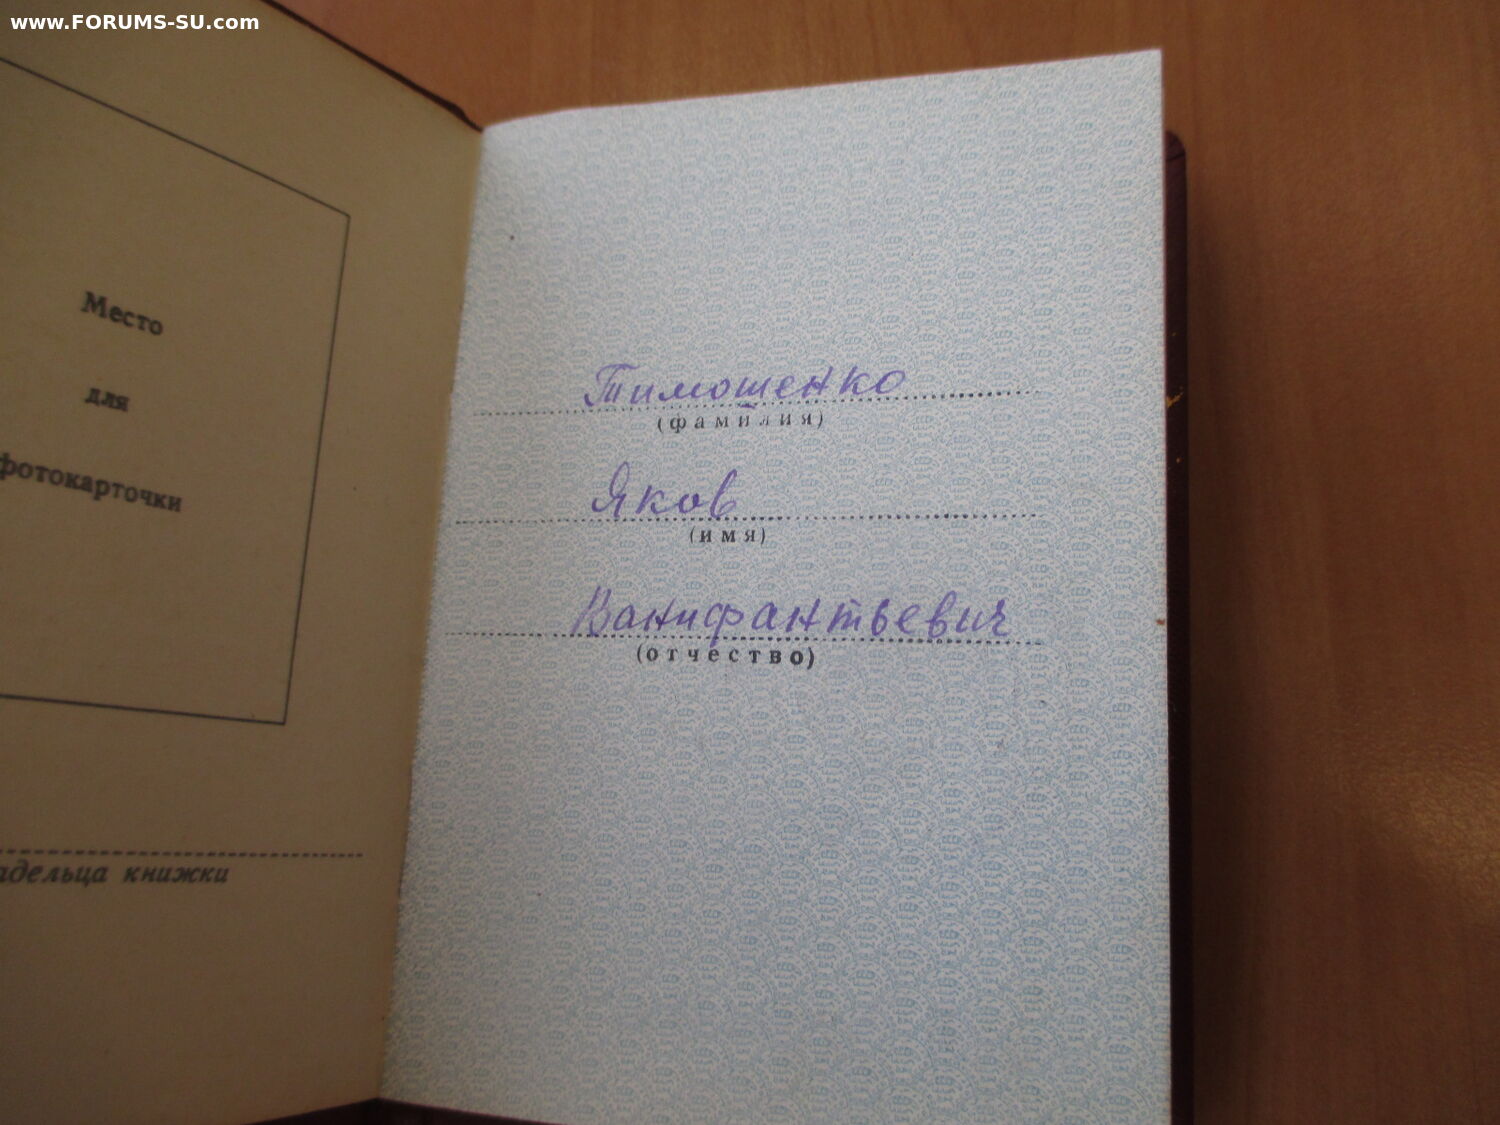 www.FORUMS-SU.com
Место
для
фотокарточки
адельца книжки
Тимошенко
(фамилия)
Яков
(имя)
Ванифантьевич
(отчество)